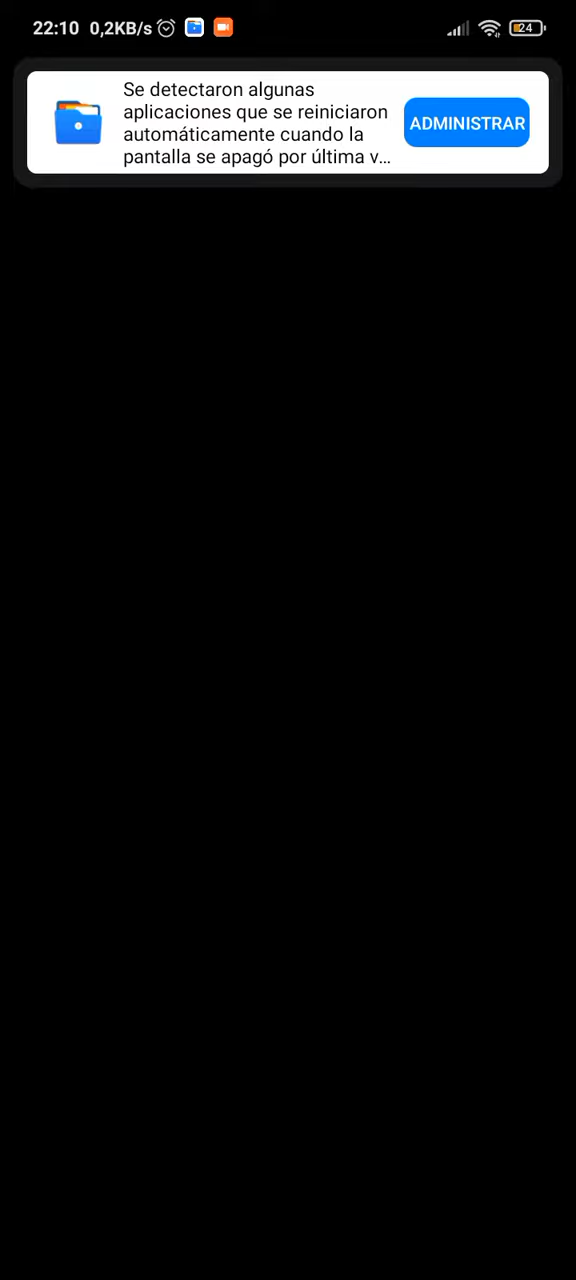 22:10 0,2KB/s 24
Se detectaron algunas
aplicaciones que se reiniciaron
automáticamente cuando la
pantalla se apagó por última v...
ADMINISTRAR